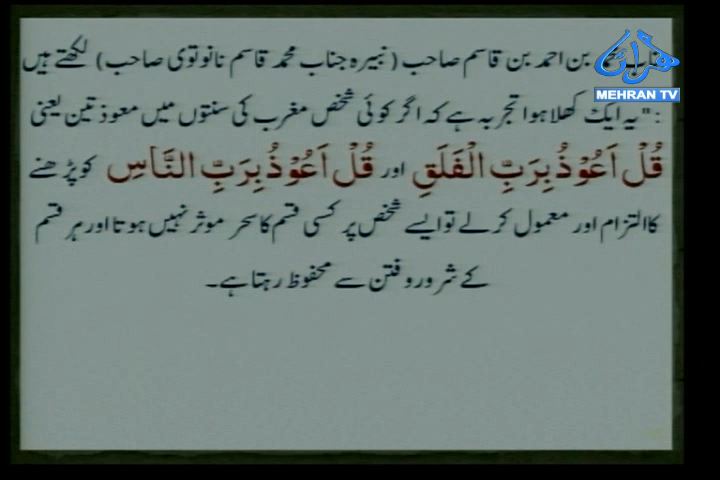 بن احمد بن قاسم صاحب (نبیرہ جناب محمد قاسم نانوتوی صاحب) لکھتے ہیں
:"یہ ایک کھلا ہوا تجربہ ہے کہ اگر کوئی شخص مغرب کی سنتوں میں معوذتین یعنی
قُلْ اَعُوْذُ بِرَبِّ الْفَلَقِ اور قُلْ اَعُوْذُ بِرَبِّ النَّاسِ کو پڑھنے
کا التزام اور معمول کرلے تو ایسے شخص پر کسی قسم کا سحر موثر نہیں ہوتا اور ہر قسم
کے شرور و فتن سے محفوظ رہتا ہے۔
مہران
MEHRAN TV